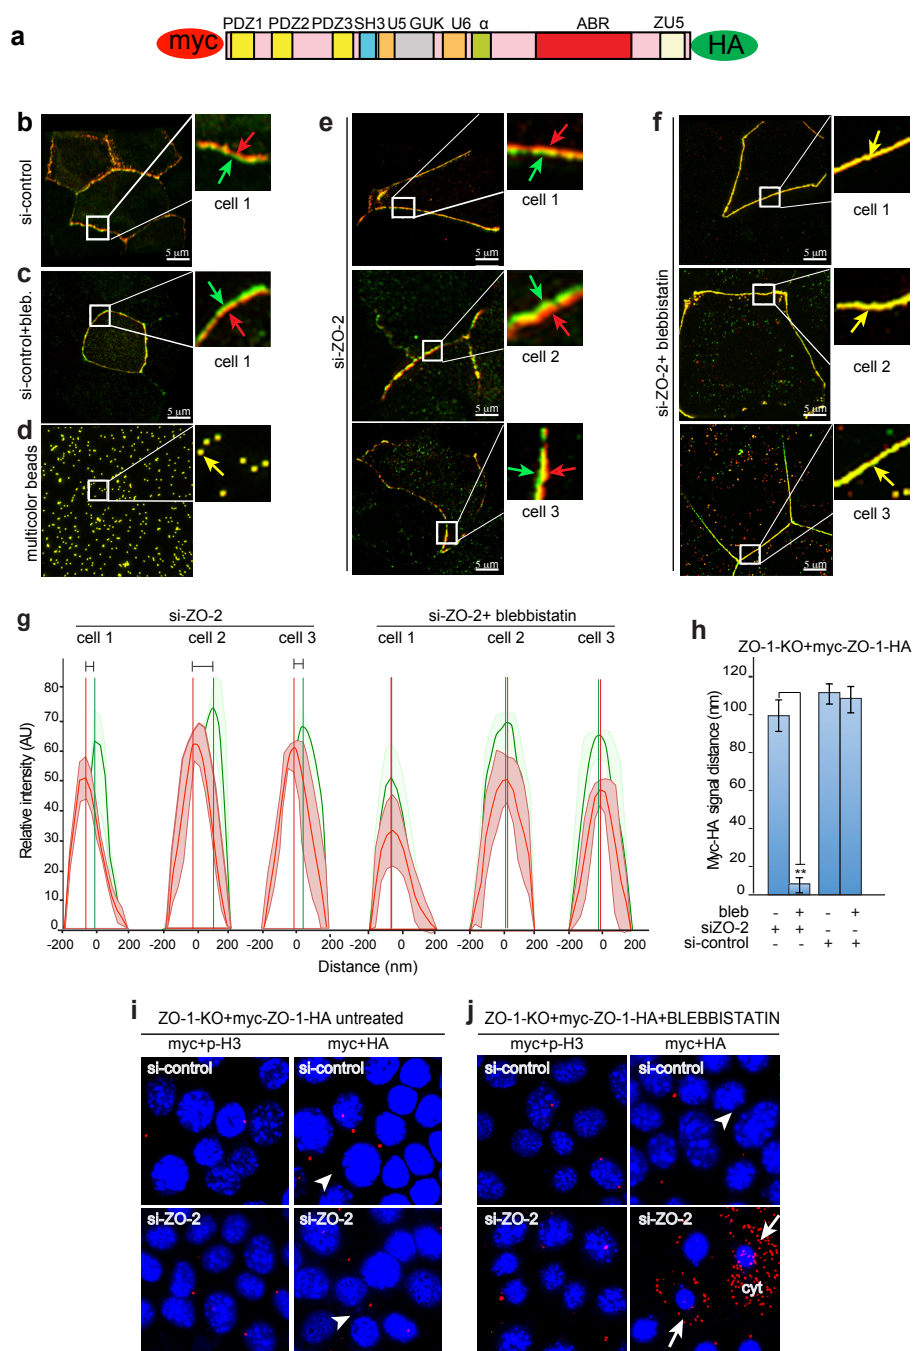 a
PDZ1 PDZ2 PDZ3 SH3 U5 GUK U6 α ABR ZU5
myc HA
b
si-control
cell 1
5 μm
c
si-control+bleb.
cell 1
5 μm
d
multicolor beads
e
si-ZO-2
cell 1
5 μm
cell 2
5 μm
cell 3
5 μm
f
si-ZO-2+ blebbistatin
cell 1
5 μm
cell 2
5 μm
cell 3
5 μm
g
si-ZO-2 si-ZO-2+ blebbistatin
cell 1 cell 2 cell 3 cell 1 cell 2 cell 3
Relative intensity (AU)
80
70
60
50
40
30
20
10
0
-200 0 -200 0 200 -200 0 200 -200 0 200 -200 0 200 -200 0 200
Distance (nm)
h
ZO-1-KO+myc-ZO-1-HA
Myc-HA signal distance (nm)
120
100
80
60
40
20
0
**
bleb - + - +
siZO-2 + + - -
si-control - - + +
i
ZO-1-KO+myc-ZO-1-HA untreated
myc+p-H3 myc+HA
si-control si-control
si-ZO-2 si-ZO-2
j
ZO-1-KO+myc-ZO-1-HA+BLEBBISTATIN
myc+p-H3 myc+HA
si-control si-control
si-ZO-2 si-ZO-2
cyt